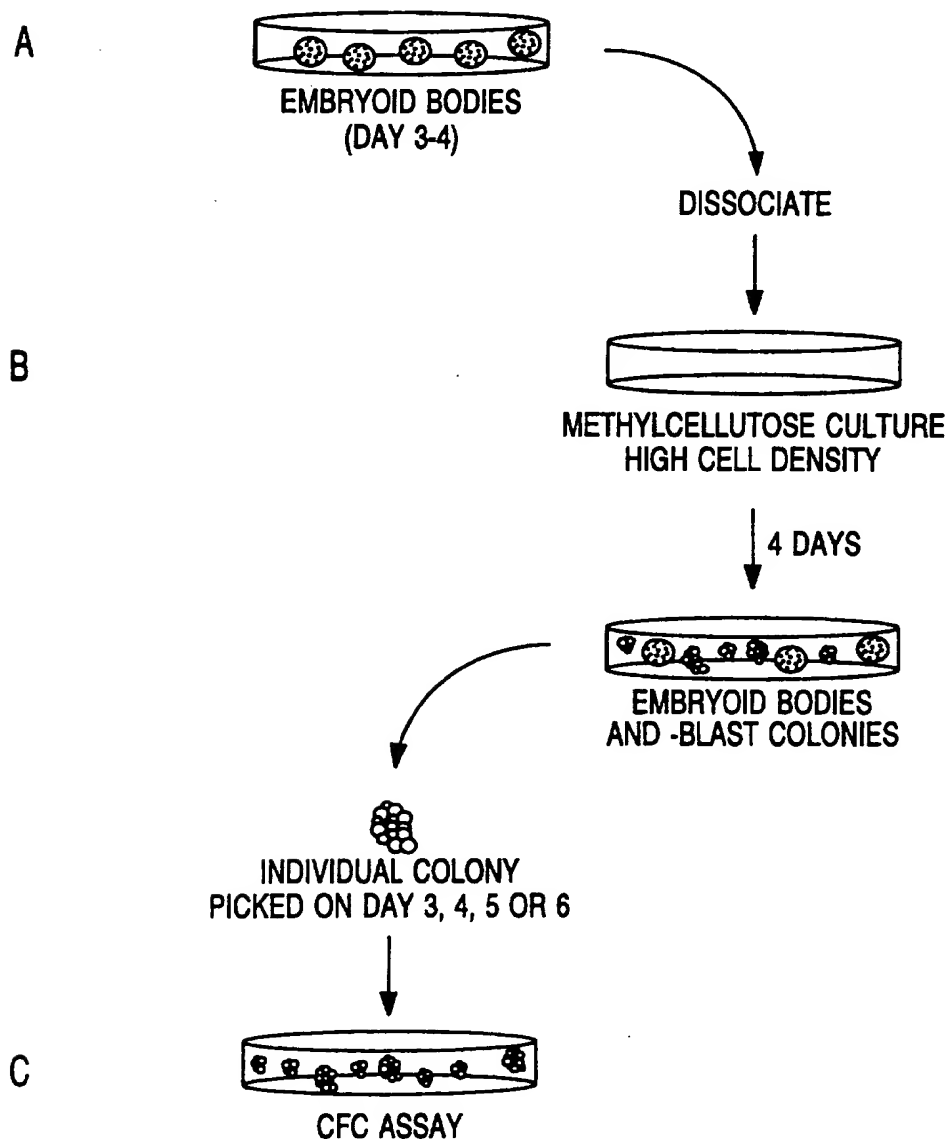 A
EMBRYOID BODIES
(DAY 3-4)
DISSOCIATE
B
METHYLCELLUTOSE CULTURE
HIGH CELL DENSITY
4 DAYS
EMBRYOID BODIES
AND -BLAST COLONIES
INDIVIDUAL COLONY
PICKED ON DAY 3, 4, 5 OR 6
C
CFC ASSAY